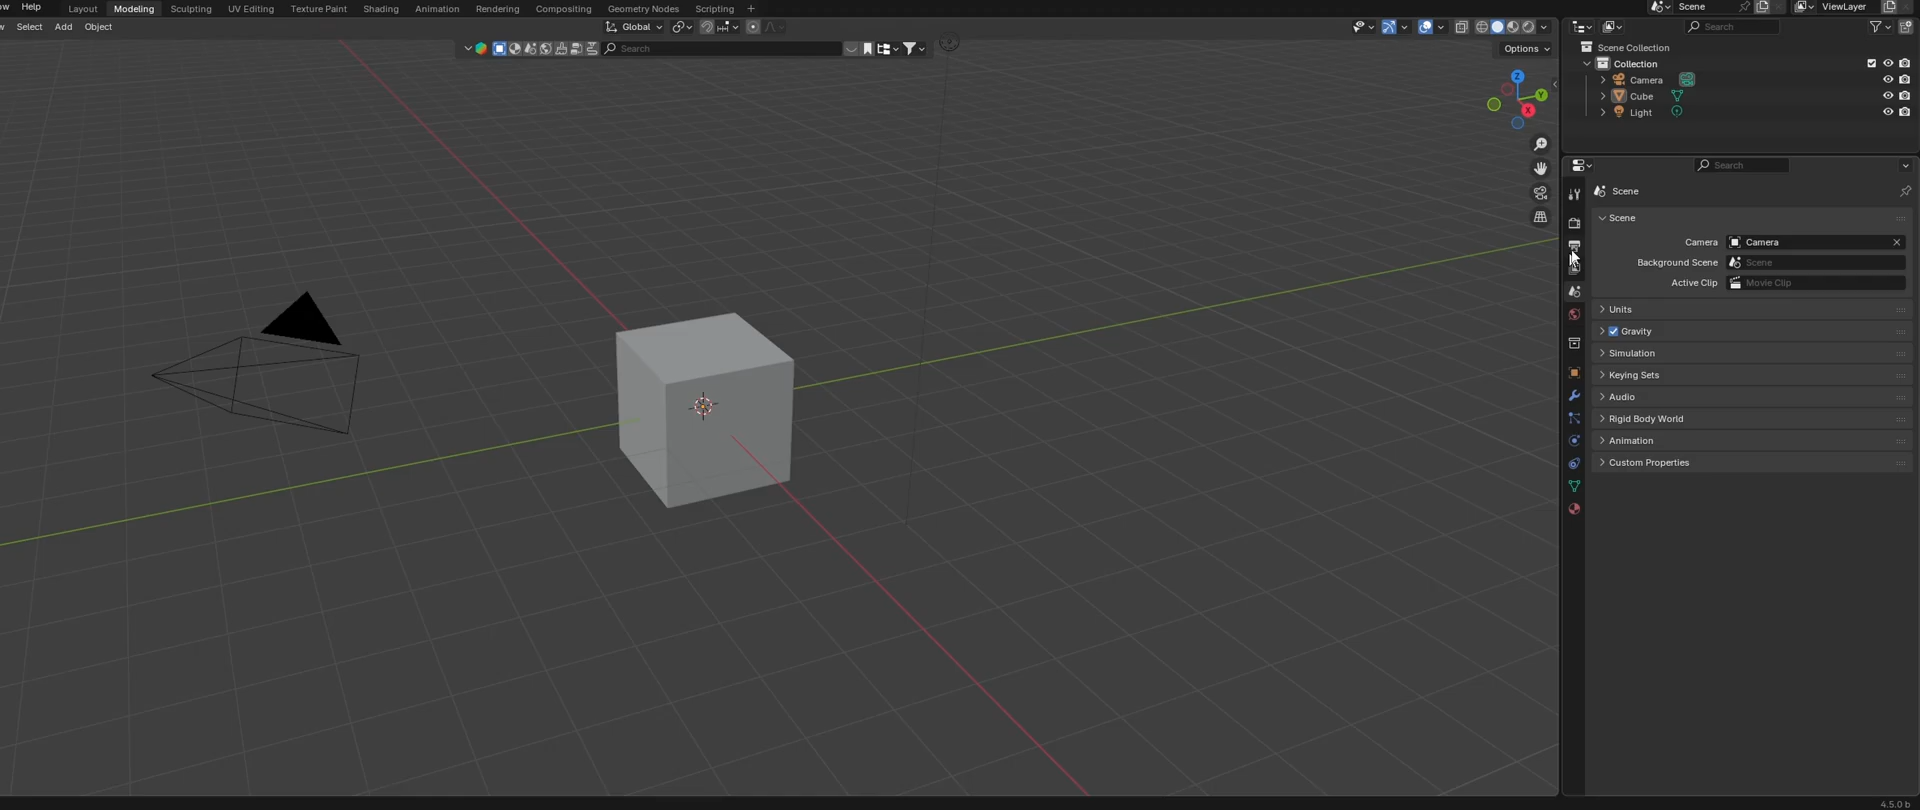 Help Layout Modeling Sculpting UV Editing Texture Paint Shading Animation Rendering Compositing Geometry Nodes Scripting + Scene ViewLayer
Select Add Object Global Search
Search Options
Scene Collection
Collection
Camera
Cube
Light
Z
Y
X
Search
Scene
Scene
Camera Camera
Background Scene Scene
Active Clip Movie Clip
Units
Gravity
Simulation
Keying Sets
Audio
Rigid Body World
Animation
Custom Properties
4.5.0 b